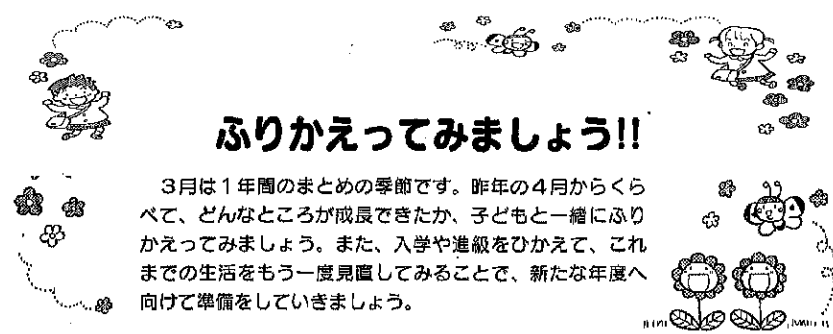 ふりかえってみましょう!!
3月は1年間のまとめの季節です。昨年の4月からくら
べて、どんなところが成長できたか、子どもと一緒にふり
かえってみましょう。また、入学や進級をひかえて、これ
までの生活をもう一度見直してみることで、新たな年度へ
向けて準備をしていきましょう。